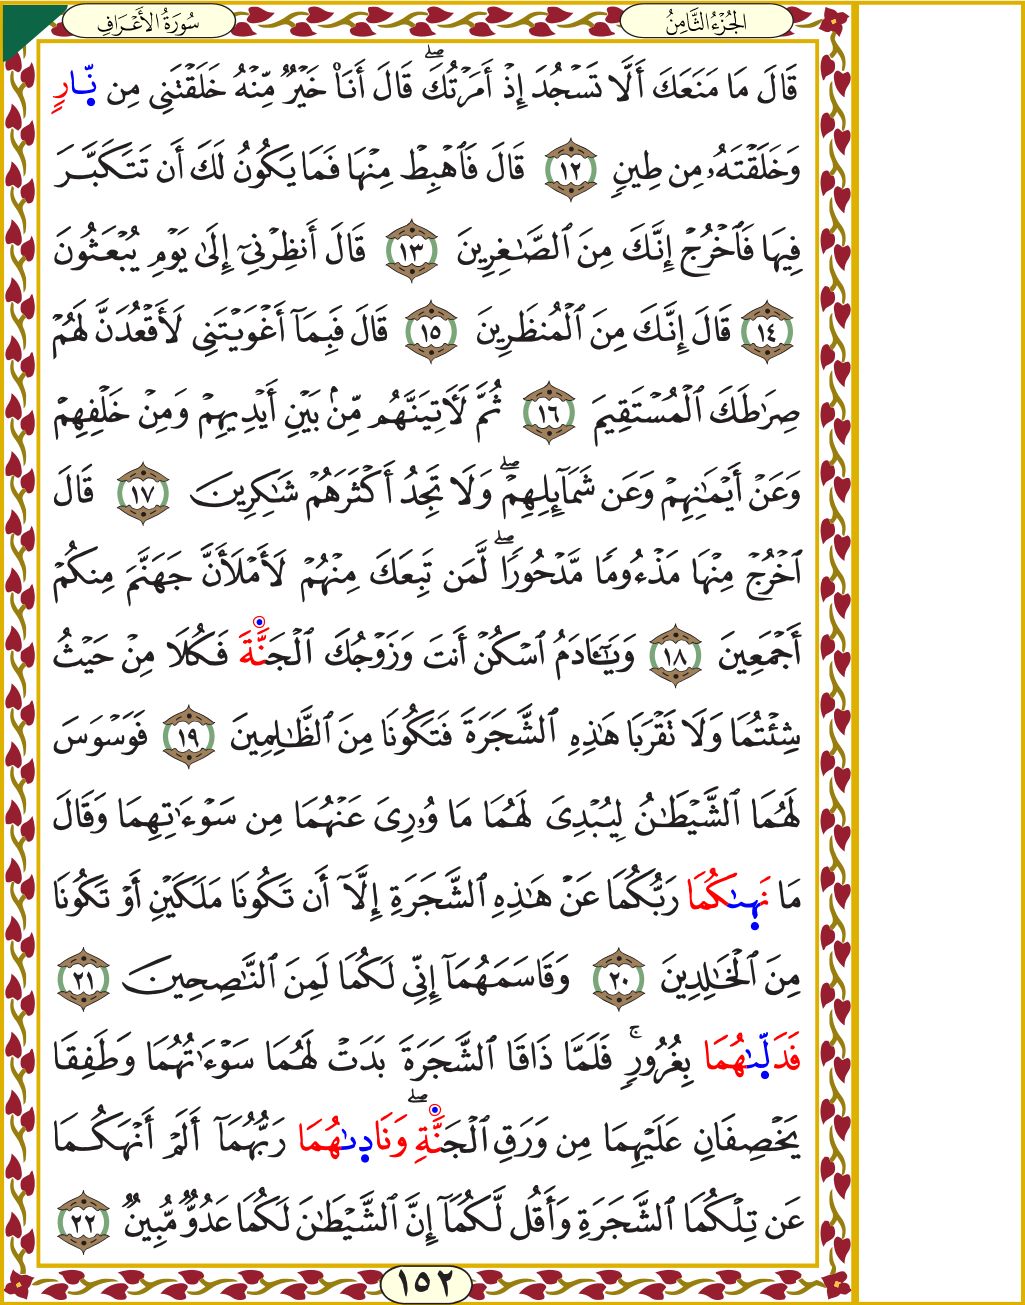 الجُزْءُ الثَّامِنُ
سُورَةُ الأَعْرَافِ
قَالَ مَا مَنَعَكَ أَلَّا تَسْجُدَ إِذْ أَمَرْتُكَۖ قَالَ أَنَا۠ خَيْرٌ مِّنْهُ خَلَقْتَنِي مِن نَّارٍ
وَخَلَقْتَهُۥ مِن طِينٍ ١٢ قَالَ فَٱهْبِطْ مِنْهَا فَمَا يَكُونُ لَكَ أَن تَتَكَبَّرَ
فِيهَا فَٱخْرُجْ إِنَّكَ مِنَ ٱلصَّٰغِرِينَ ١٣ قَالَ أَنظِرْنِيٓ إِلَىٰ يَوْمِ يُبْعَثُونَ
١٤ قَالَ إِنَّكَ مِنَ ٱلْمُنظَرِينَ ١٥ قَالَ فَبِمَآ أَغْوَيْتَنِي لَأَقْعُدَنَّ لَهُمْ
صِرَٰطَكَ ٱلْمُسْتَقِيمَ ١٦ ثُمَّ لَأٓتِيَنَّهُم مِّنۢ بَيْنِ أَيْدِيهِمْ وَمِنْ خَلْفِهِمْ
وَعَنْ أَيْمَٰنِهِمْ وَعَن شَمَآئِلِهِمْۖ وَلَا تَجِدُ أَكْثَرَهُمْ شَٰكِرِينَ ١٧ قَالَ
ٱخْرُجْ مِنْهَا مَذْءُومًا مَّدْحُورًاۖ لَّمَن تَبِعَكَ مِنْهُمْ لَأَمْلَأَنَّ جَهَنَّمَ مِنكُمْ
أَجْمَعِينَ ١٨ وَيَٰٓـَٔادَمُ ٱسْكُنْ أَنتَ وَزَوْجُكَ ٱلْجَنَّةَ فَكُلَا مِنْ حَيْثُ
شِئْتُمَا وَلَا تَقْرَبَا هَٰذِهِ ٱلشَّجَرَةَ فَتَكُونَا مِنَ ٱلظَّٰلِمِينَ ١٩ فَوَسْوَسَ
لَهُمَا ٱلشَّيْطَٰنُ لِيُبْدِيَ لَهُمَا مَا وُۥرِيَ عَنْهُمَا مِن سَوْءَٰتِهِمَا وَقَالَ
مَا نَهَىٰكُمَا رَبُّكُمَا عَنْ هَٰذِهِ ٱلشَّجَرَةِ إِلَّآ أَن تَكُونَا مَلَكَيْنِ أَوْ تَكُونَا
مِنَ ٱلْخَٰلِدِينَ ٢٠ وَقَاسَمَهُمَآ إِنِّي لَكُمَا لَمِنَ ٱلنَّٰصِحِينَ ٢١
فَدَلَّىٰهُمَا بِغُرُورٍۚ فَلَمَّا ذَاقَا ٱلشَّجَرَةَ بَدَتْ لَهُمَا سَوْءَٰتُهُمَا وَطَفِقَا
يَخْصِفَانِ عَلَيْهِمَا مِن وَرَقِ ٱلْجَنَّةِۖ وَنَادَىٰهُمَا رَبُّهُمَآ أَلَمْ أَنْهَكُمَا
عَن تِلْكُمَا ٱلشَّجَرَةِ وَأَقُل لَّكُمَآ إِنَّ ٱلشَّيْطَٰنَ لَكُمَا عَدُوٌّ مُّبِينٌ ٢٢
١٥٢